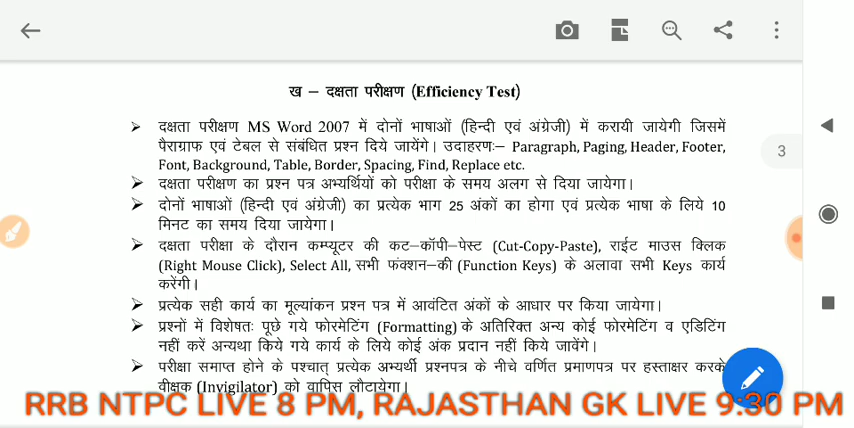 ख – दक्षता परीक्षण (Efficiency Test)
➢ दक्षता परीक्षण MS Word 2007 में दोनों भाषाओं (हिन्दी एवं अंग्रेजी) में करायी जायेगी जिसमें
पैराग्राफ एवं टेबल से संबंधित प्रश्न दिये जायेंगे। उदाहरणः– Paragraph, Paging, Header, Footer,
Font, Background, Table, Border, Spacing, Find, Replace etc.
3
➢ दक्षता परीक्षण का प्रश्न पत्र अभ्यर्थियों को परीक्षा के समय अलग से दिया जायेगा।
➢ दोनों भाषाओं (हिन्दी एवं अंग्रेजी) का प्रत्येक भाग 25 अंकों का होगा एवं प्रत्येक भाषा के लिये 10
मिनट का समय दिया जायेगा।
➢ दक्षता परीक्षा के दौरान कम्प्यूटर की कट–कॉपी–पेस्ट (Cut-Copy-Paste), राईट माउस क्लिक
(Right Mouse Click), Select All, सभी फंक्शन–की (Function Keys) के अलावा सभी Keys कार्य
करेंगी।
➢ प्रत्येक सही कार्य का मूल्यांकन प्रश्न पत्र में आवंटित अंकों के आधार पर किया जायेगा।
➢ प्रश्नों में विशेषतः पूछे गये फोरमेटिंग (Formatting) के अतिरिक्त अन्य कोई फोरमेटिंग व एडिटिंग
नहीं करें अन्यथा किये गये कार्य के लिये कोई अंक प्रदान नहीं किये जावेंगे।
➢ परीक्षा समाप्त होने के पश्चात् प्रत्येक अभ्यर्थी प्रश्नपत्र के नीचे वर्णित प्रमाणपत्र पर हस्ताक्षर करके
वीक्षक (Invigilator) को वापिस लौटायेगा।
RRB NTPC LIVE 8 PM, RAJASTHAN GK LIVE 9:30 PM